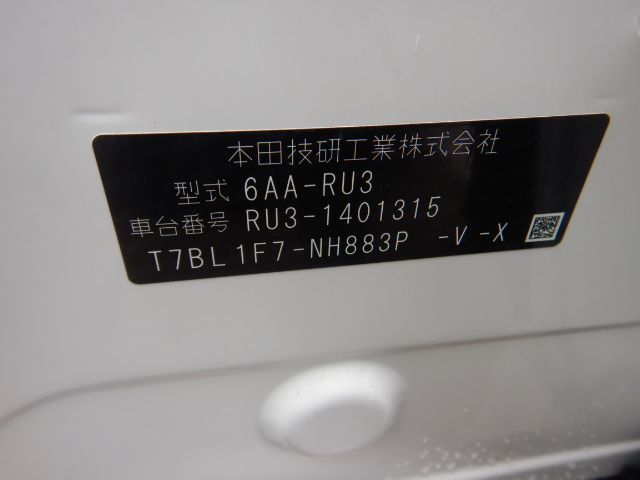 本田技研工業株式会社
型式 6AA-RU3
車台番号 RU3-1401315
T7BL1F7-NH883P -V -X